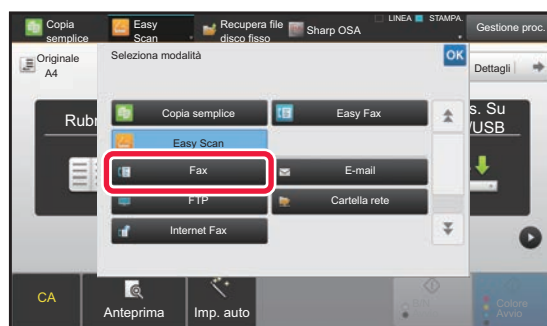 Copia
semplice
Easy
Scan
Recupera file
disco fisso
Sharp OSA
LINEA
STAMPA.
Gestione proc.
Originale
A4
Seleziona modalità
OK
Dettagli
Copia semplice
Easy Fax
Easy Scan
Fax
E-mail
FTP
Cartella rete
Internet Fax
s. Su
/USB
CA
Anteprima
Imp. auto
Colore
Avvio